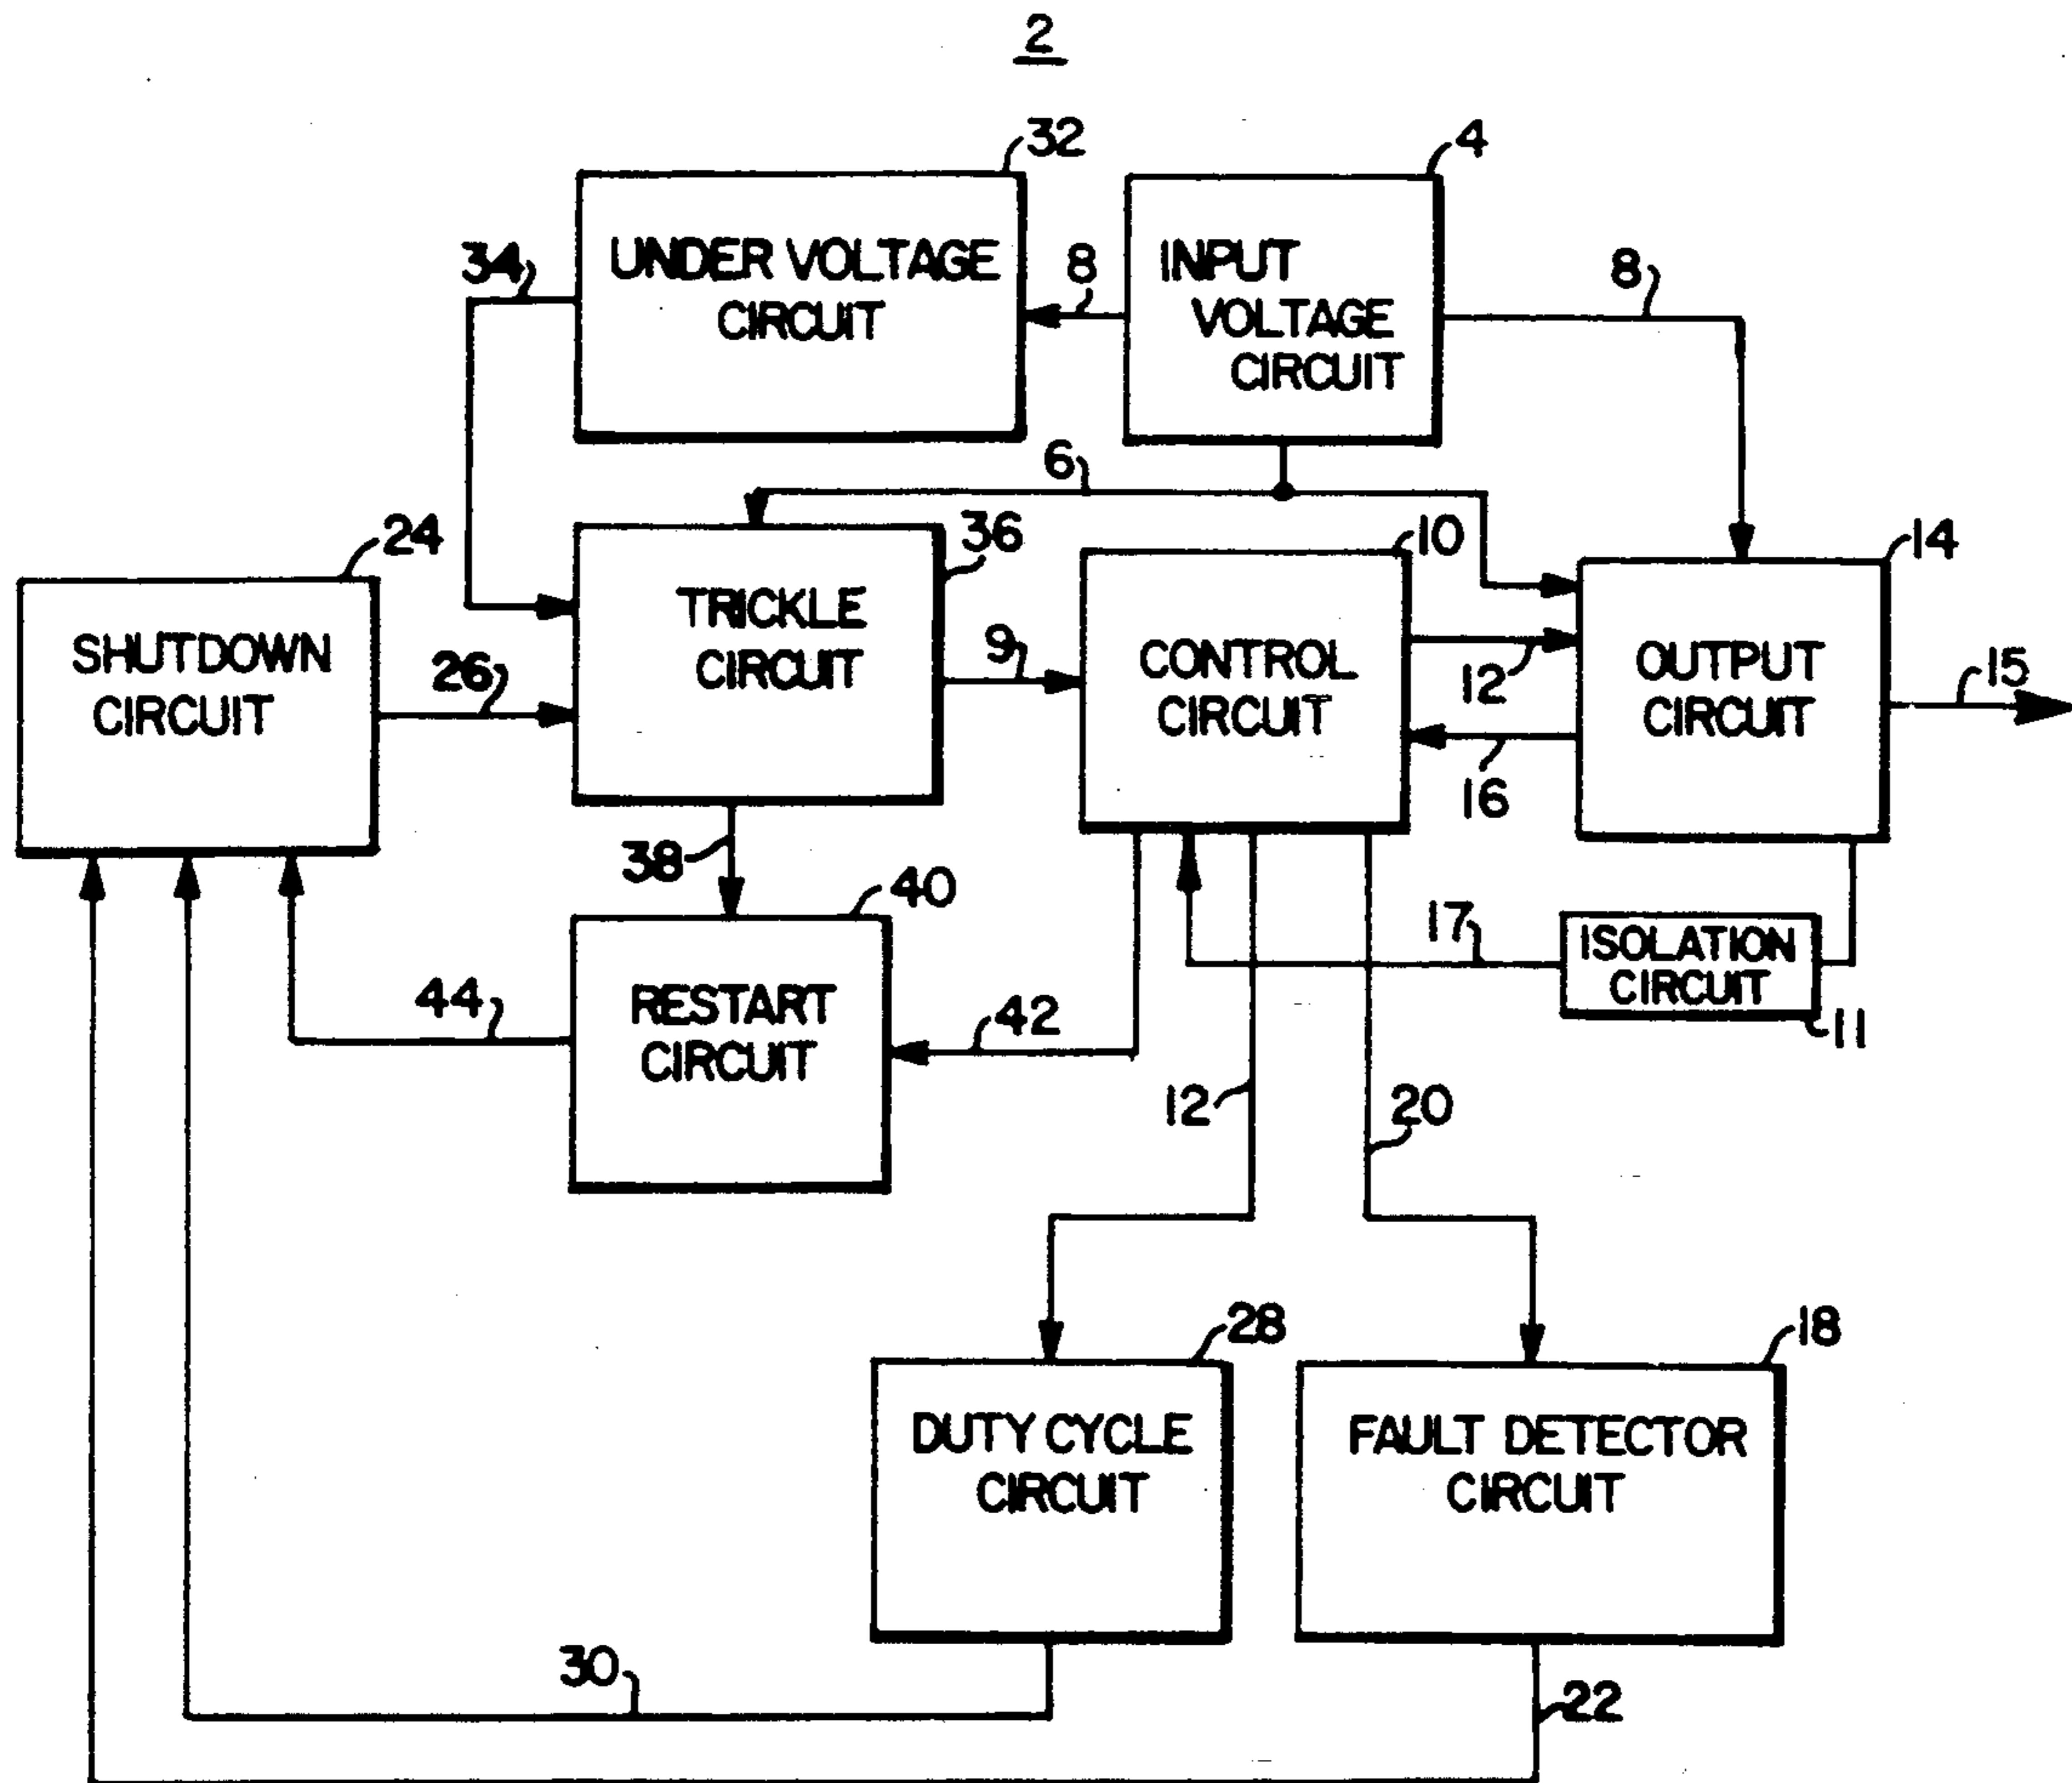 2
32
4
UNDER VOLTAGE
CIRCUIT
34
8
INPUT
VOLTAGE
CIRCUIT
8
6
24
36
10
14
SHUTDOWN
CIRCUIT
26
TRICKLE
CIRCUIT
9
CONTROL
CIRCUIT
12
16
OUTPUT
CIRCUIT
15
38
40
17
ISOLATION
CIRCUIT
11
44
RESTART
CIRCUIT
42
12
20
28
18
DUTY CYCLE
CIRCUIT
FAULT DETECTOR
CIRCUIT
30
22